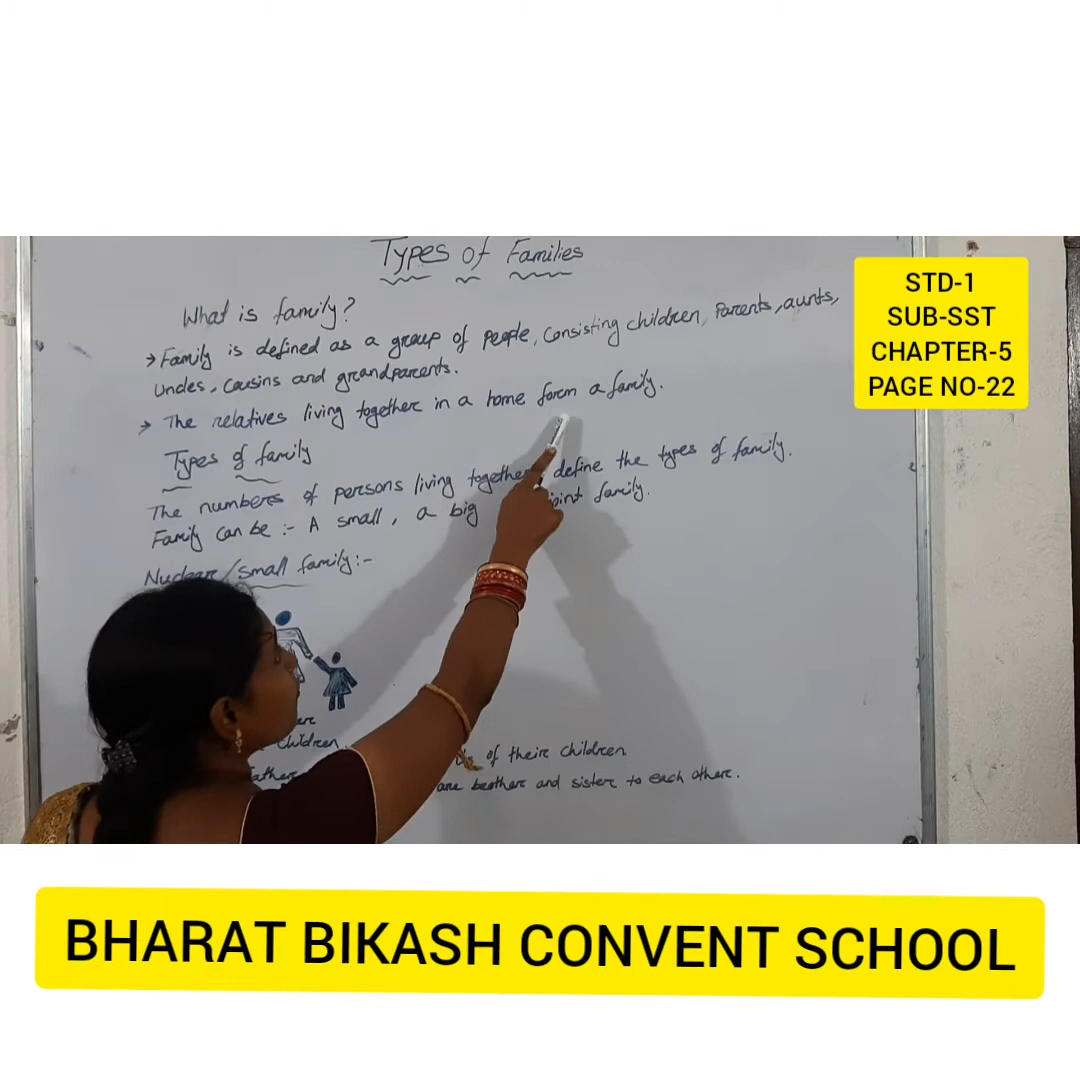 Types of Families
STD-1
SUB-SST
CHAPTER-5
PAGE NO-22
What is family?
→ Family is defined as a group of people, consisting children, Parents, aunts,
Uncles, Cousins and grandparents.
→ The relatives living together in a home form a family.
Types of family
The numbers of persons living together define the types of family.
Family can be :- A small, a big joint family.
Nuclear/small family:-
children
of their children
are brother and sister to each other.
BHARAT BIKASH CONVENT SCHOOL